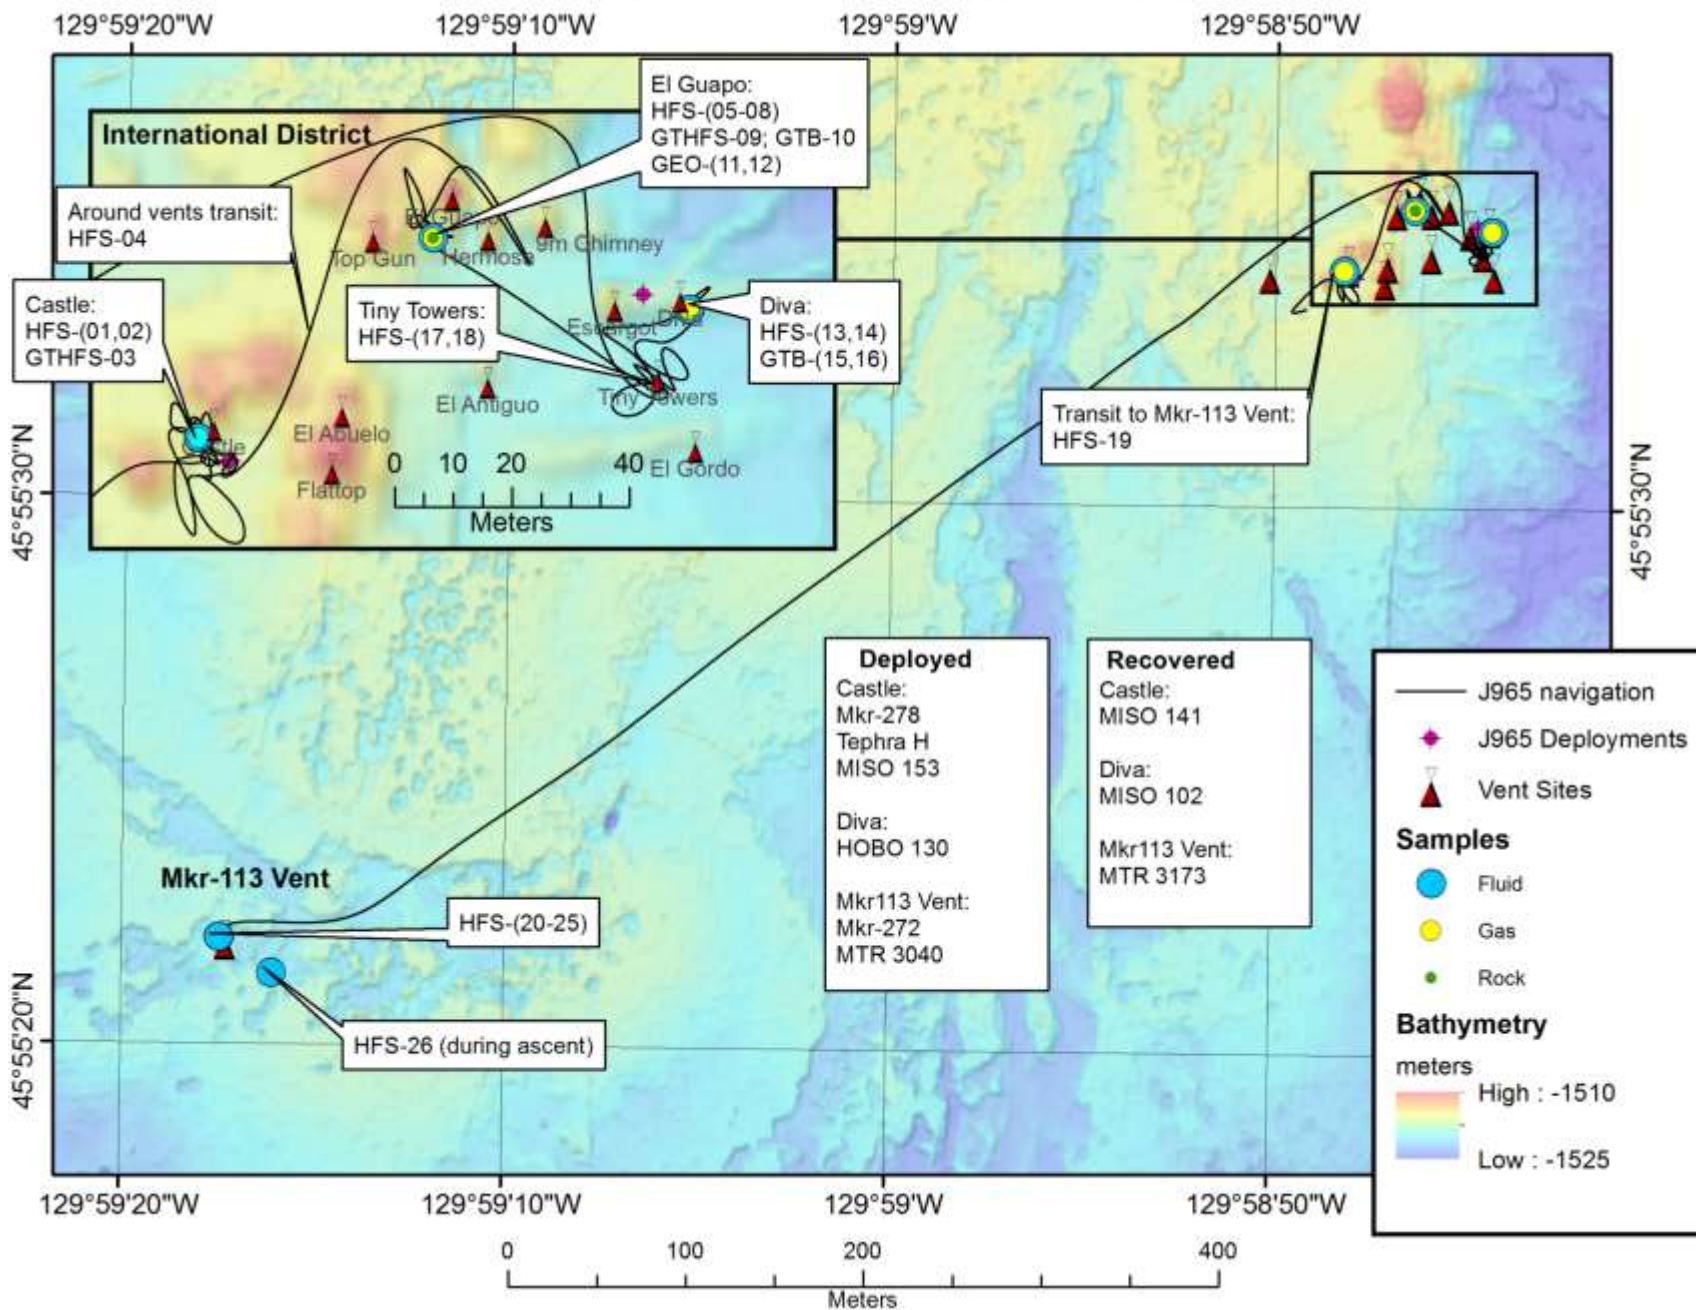 129°59'20"W
129°59'10"W
129°59'W
129°58'50"W
El Guapo:
HFS-(05-08)
GTHFS-09; GTB-10
GEO-(11,12)
International District
Around vents transit:
HFS-04
Top Gun
Hermosa
9m Chimney
Castle:
HFS-(01,02)
GTHFS-03
Tiny Towers:
HFS-(17,18)
Escargot
Diva:
HFS-(13,14)
GTB-(15,16)
El Antiguo
Tiny Towers
El Abuelo
El Gordo
Flattop
0 10 20 40
Meters
Transit to Mkr-113 Vent:
HFS-19
45°55'30"N
45°55'30"N
Deployed
Castle:
Mkr-278
Tephra H
MISO 153
Diva:
HOBO 130
Mkr113 Vent:
Mkr-272
MTR 3040
Recovered
Castle:
MISO 141
Diva:
MISO 102
Mkr113 Vent:
MTR 3173
J965 navigation
J965 Deployments
Vent Sites
Samples
Fluid
Gas
Rock
Bathymetry
meters
High : -1510
Low : -1525
Mkr-113 Vent
HFS-(20-25)
HFS-26 (during ascent)
45°55'20"N
129°59'20"W
129°59'10"W
129°59'W
129°58'50"W
0 100 200 400
Meters